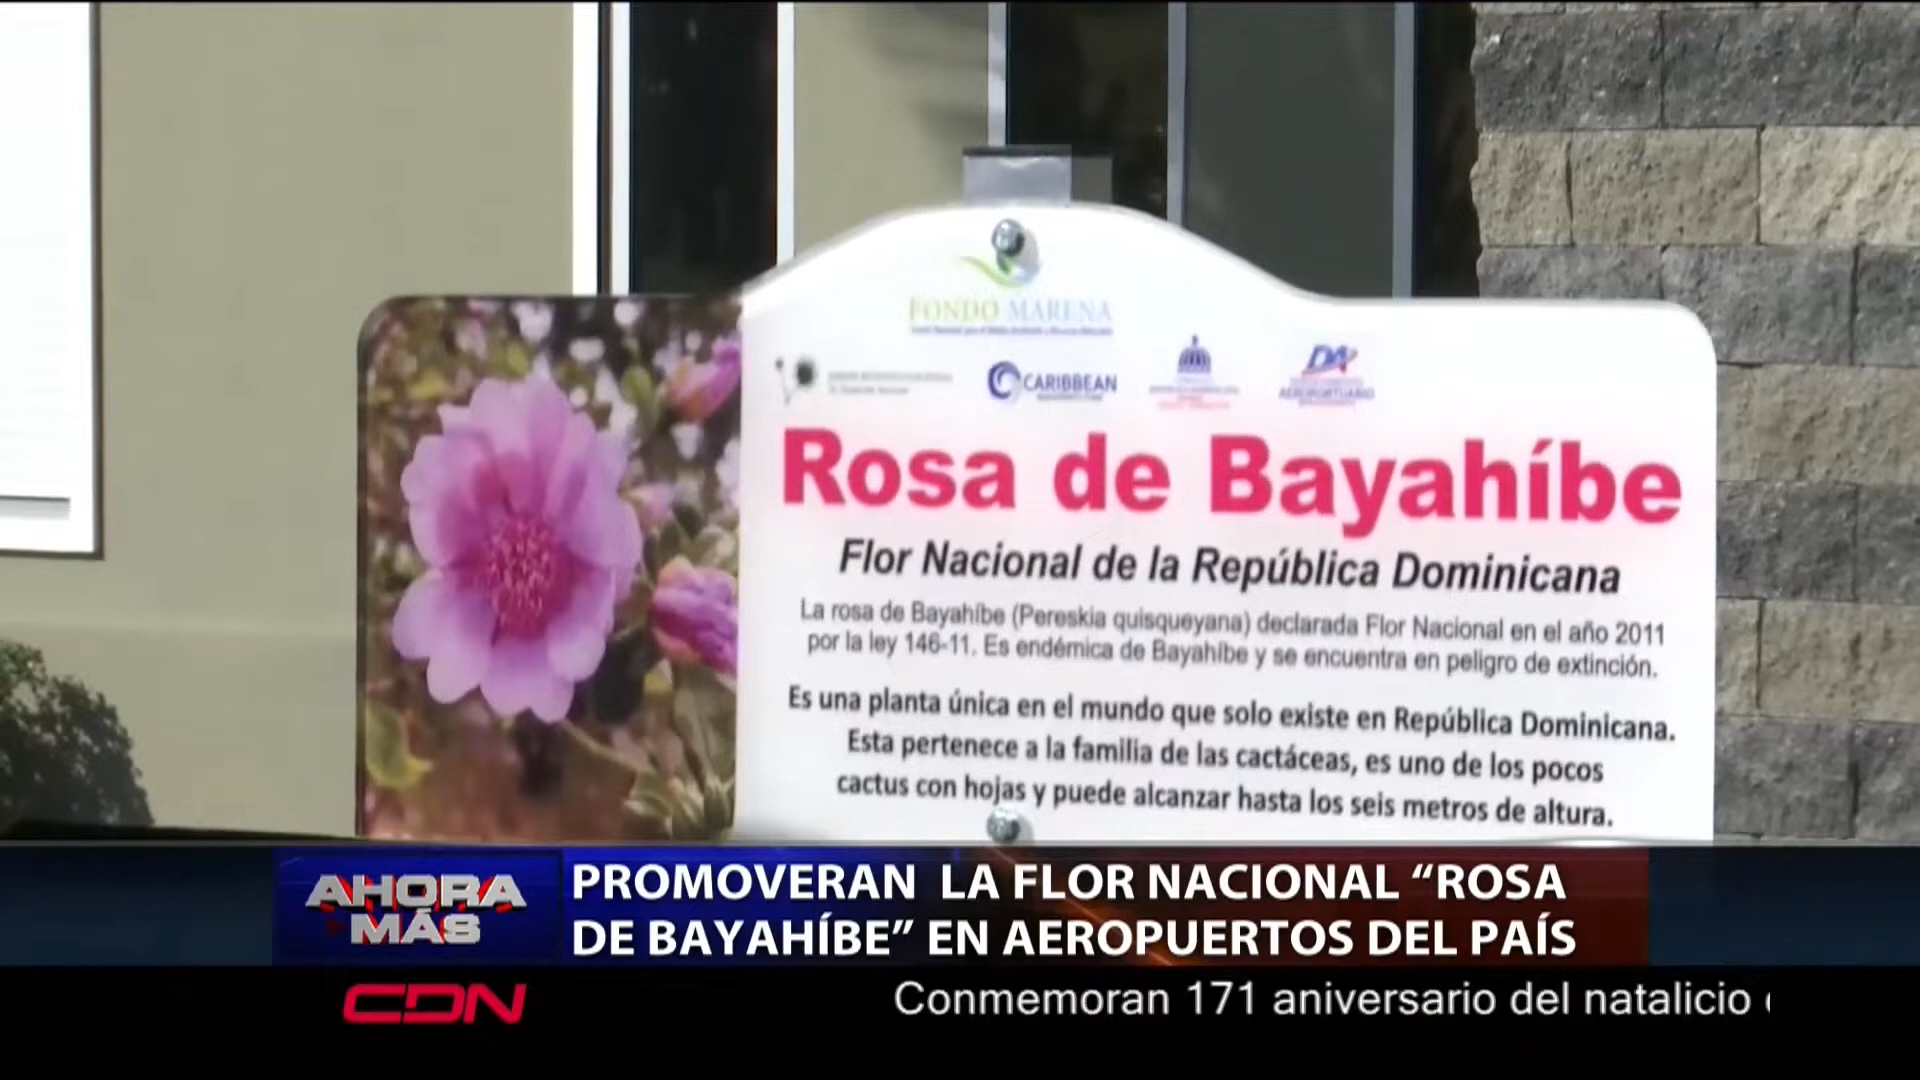 FONDO MARENA
CARIBBEAN
DA
AEROPORTUARIO
Rosa de Bayahíbe
Flor Nacional de la República Dominicana
La rosa de Bayahíbe (Pereskia quisqueyana) declarada Flor Nacional en el año 2011
por la ley 146-11. Es endémica de Bayahíbe y se encuentra en peligro de extinción.
Es una planta única en el mundo que solo existe en República Dominicana.
Esta pertenece a la familia de las cactáceas, es uno de los pocos
cactus con hojas y puede alcanzar hasta los seis metros de altura.
AHORA
MÁS
PROMOVERAN LA FLOR NACIONAL “ROSA
DE BAYAHÍBE” EN AEROPUERTOS DEL PAÍS
CDN
Conmemoran 171 aniversario del natalicio